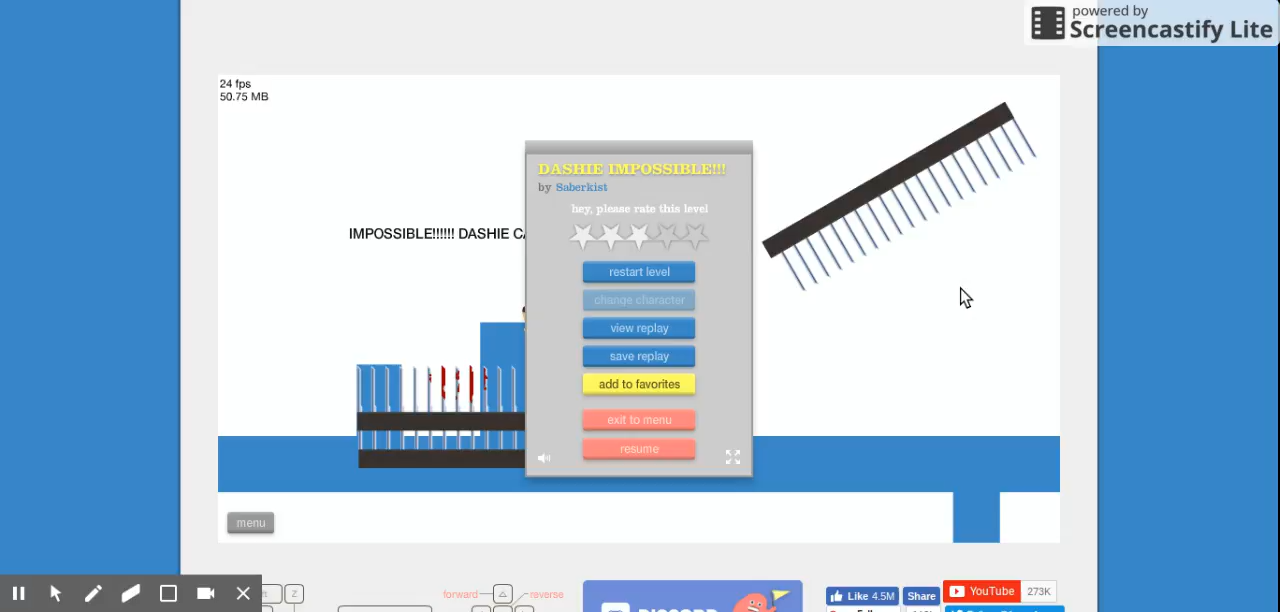 powered by
Screencastify Lite
24 fps
50.75 MB
DASHIE IMPOSSIBLE!!!
by Saberkist
hey, please rate this level
IMPOSSIBLE!!!!!! DASHIE
restart level
change character
view replay
save replay
add to favorites
exit to menu
resume
menu
Z
forward
reverse
DISCORD
Like 4.5M
Share
YouTube
273K